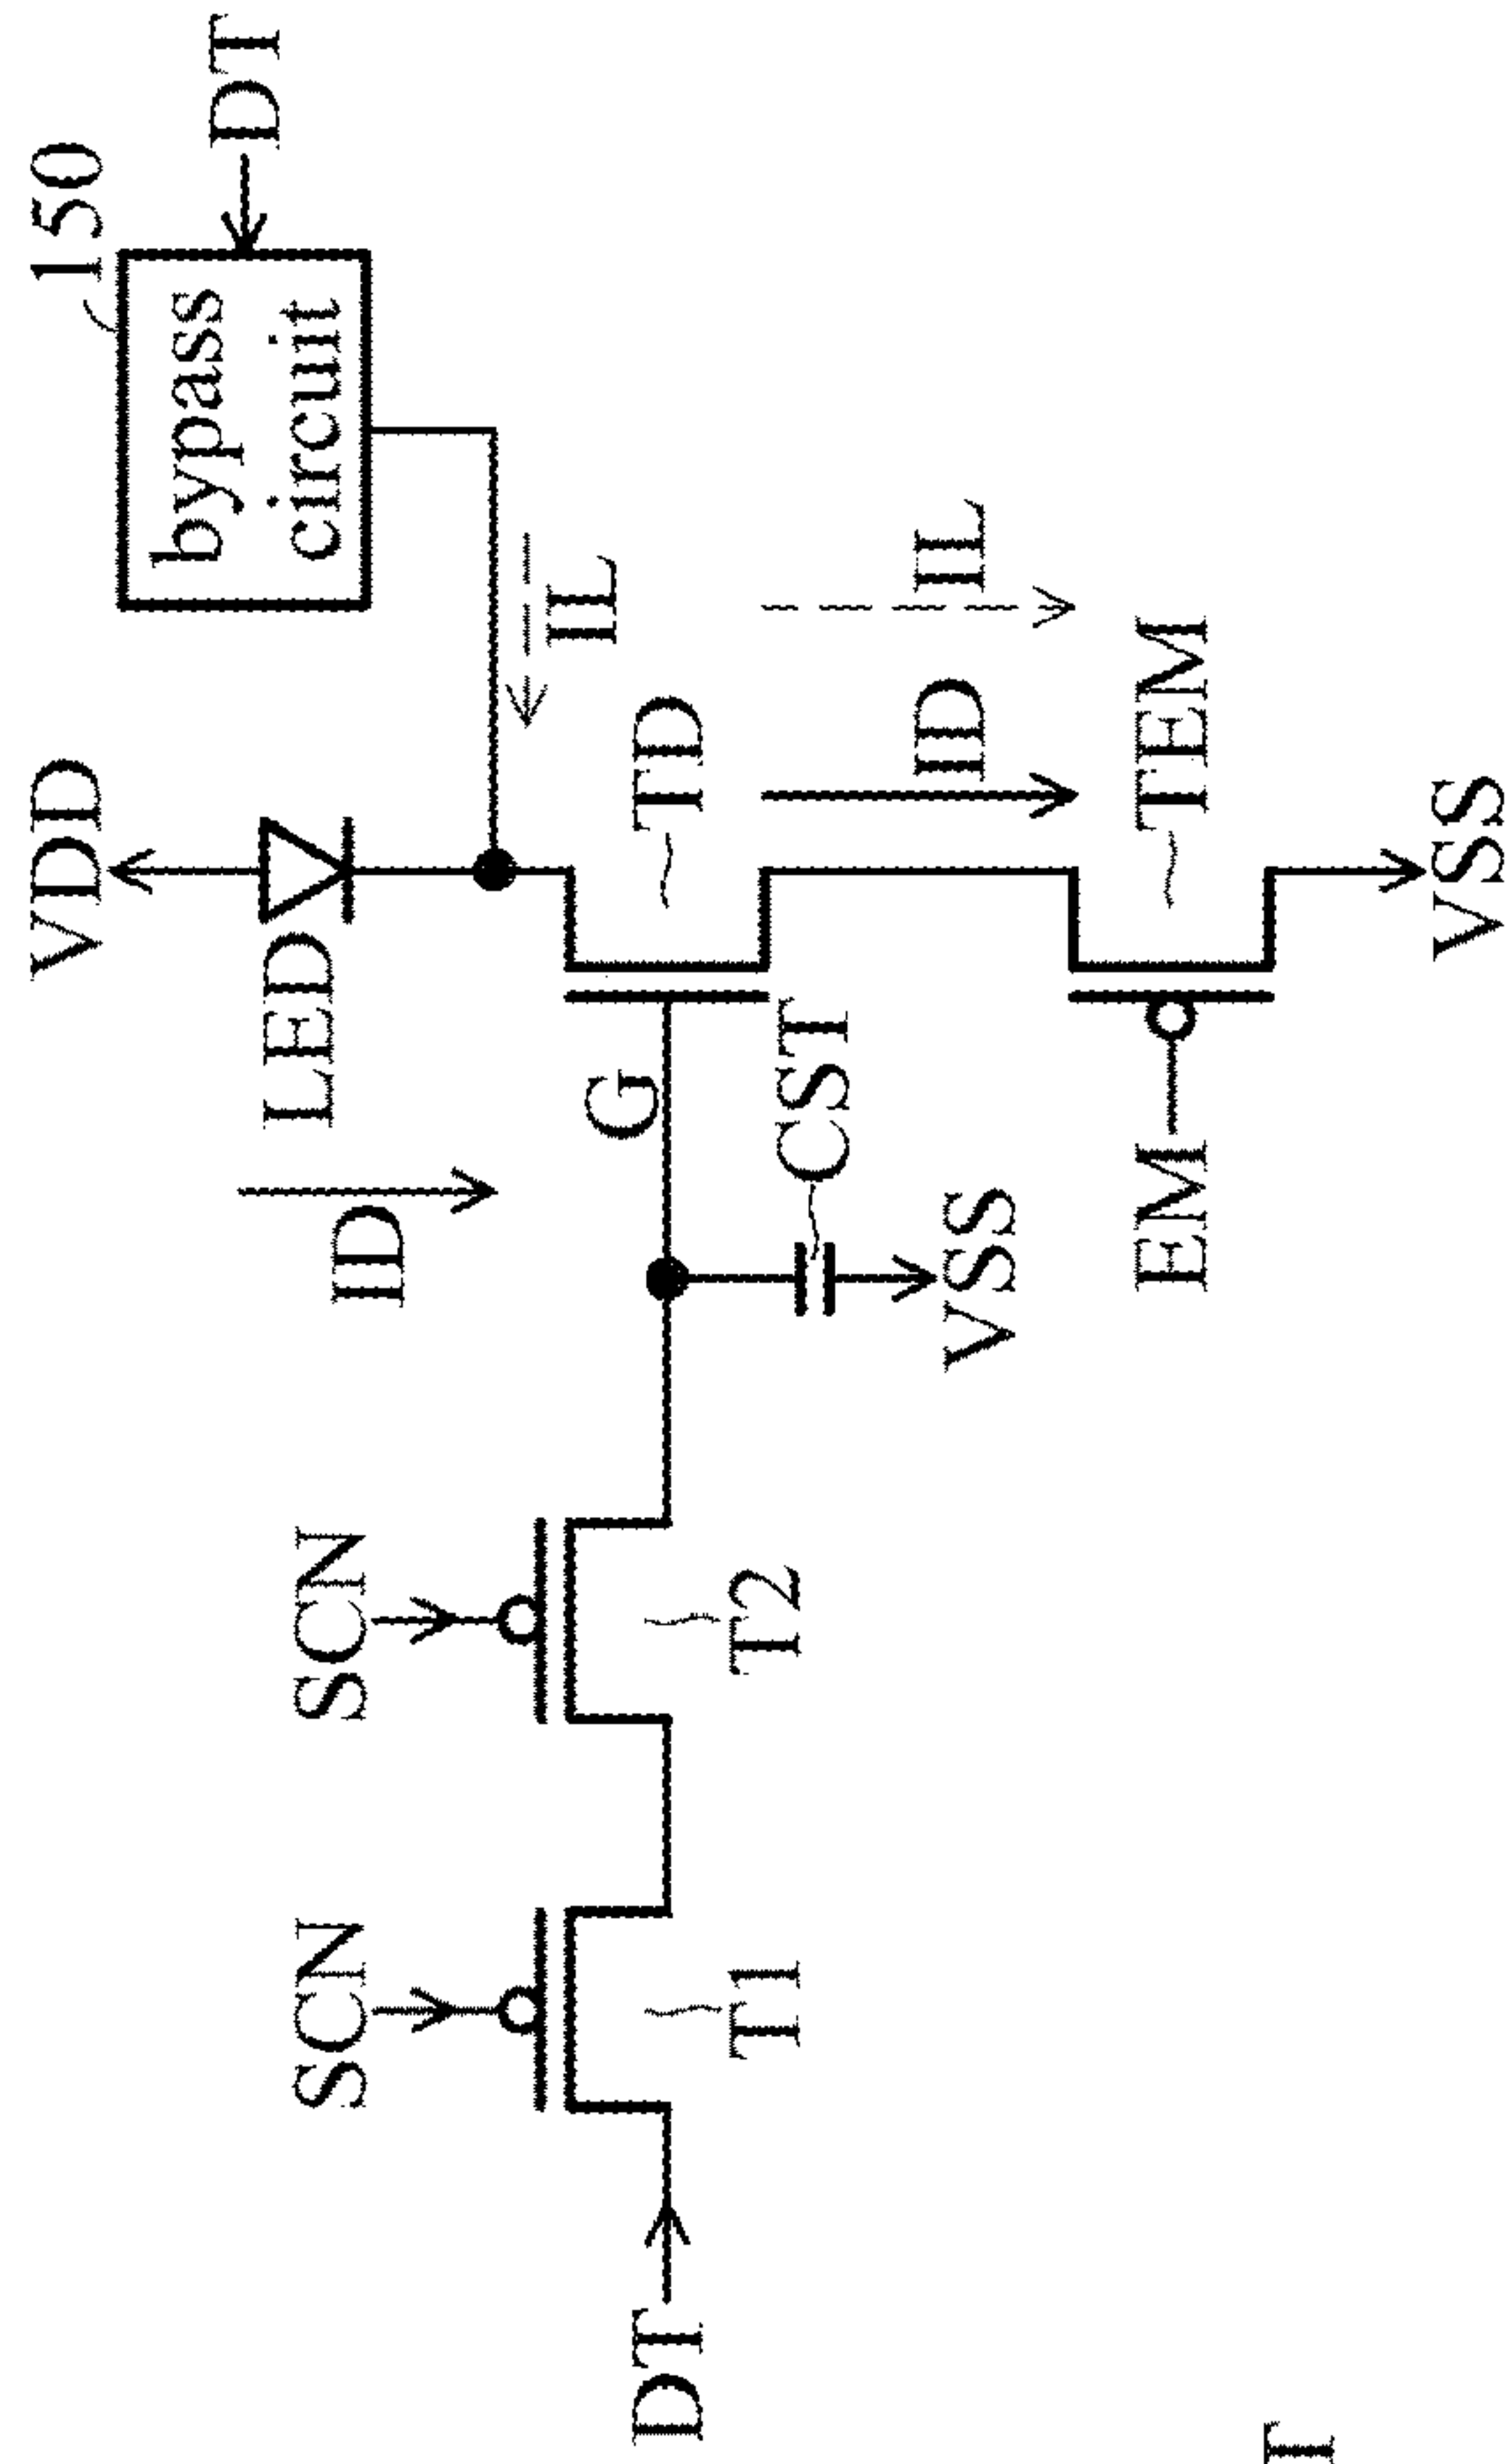 VDD
150
bypass
circuit
DT
LED
SCN
SCN
ID
IL
G
DT
TD
T1
T2
CST
ID
IL
VSS
EM
TEM
VSS